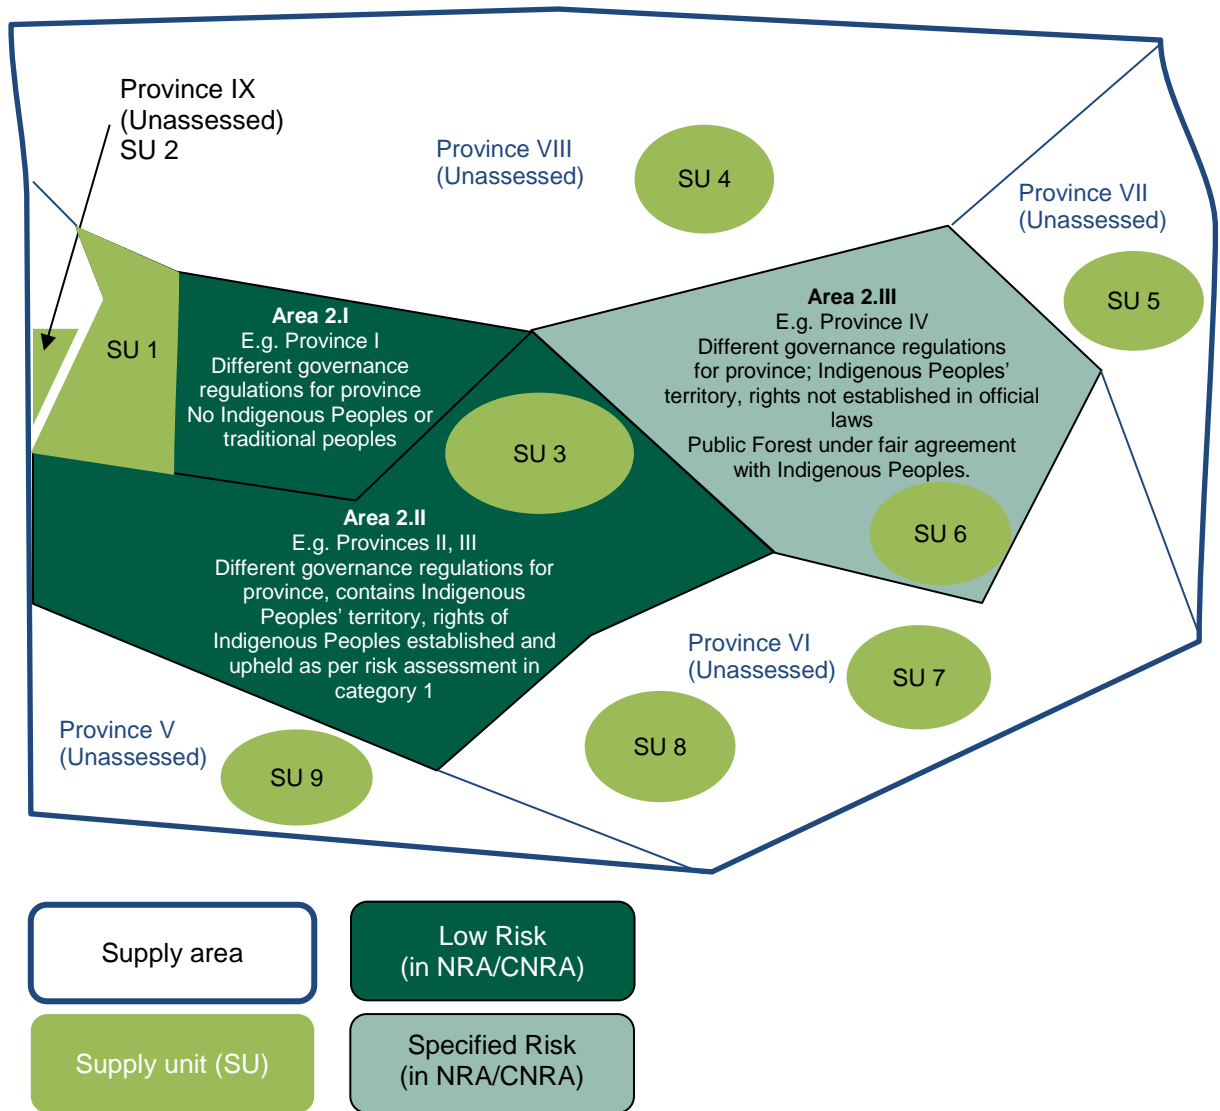 Province IX
(Unassessed)
SU 2
Province VIII
(Unassessed)
SU 4
Province VII
(Unassessed)
SU 5
SU 1
Area 2.I
E.g. Province I
Different governance
regulations for province
No Indigenous Peoples or
traditional peoples
Area 2.III
E.g. Province IV
Different governance regulations
for province; Indigenous Peoples'
territory, rights not established in official
laws
Public Forest under fair agreement
with Indigenous Peoples.
SU 3
SU 6
Area 2.II
E.g. Provinces II, III
Different governance regulations for
province, contains Indigenous
Peoples' territory, rights of
Indigenous Peoples established and
upheld as per risk assessment in
category 1
Province VI
(Unassessed)
SU 7
SU 8
Province V
(Unassessed)
SU 9
Supply area
Low Risk
(in NRA/CNRA)
Supply unit (SU)
Specified Risk
(in NRA/CNRA)